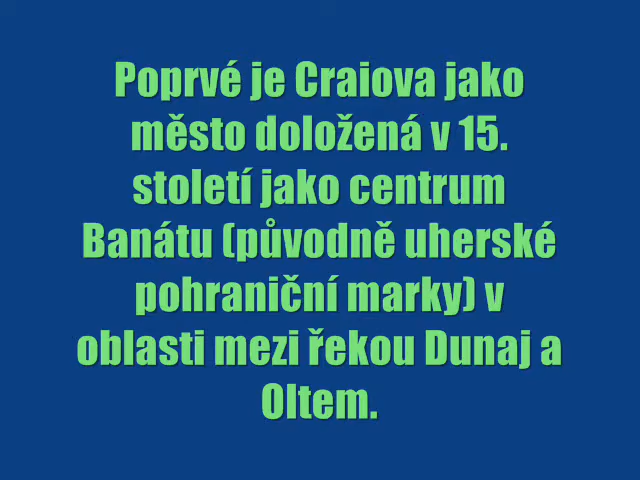 Poprvé je Craiova jako
město doložená v 15.
století jako centrum
Banátu (původně uherské
pohraniční marky) v
oblasti mezi řekou Dunaj a
Oltem.